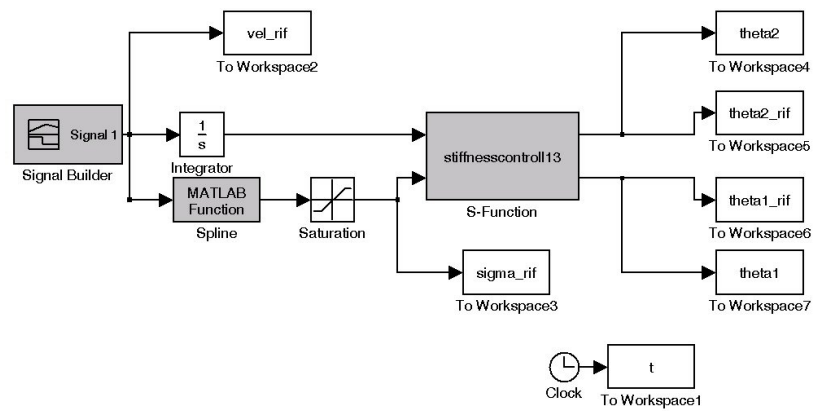 vel_rif
To Workspace2
theta2
To Workspace4
Signal 1
Signal Builder
1
s
Integrator
stiffnesscontroll13
S-Function
theta2_rif
To Workspace5
MATLAB
Function
Spline
Saturation
theta1_rif
To Workspace6
sigma_rif
To Workspace3
theta1
To Workspace7
Clock
t
To Workspace1